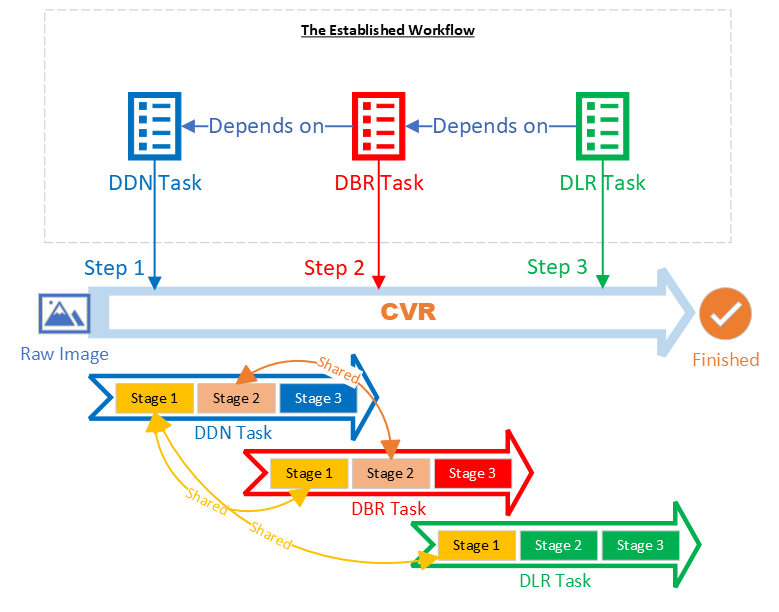 The Established Workflow
Depends on
Depends on
DDN Task
DBR Task
DLR Task
Step 1
Step 2
Step 3
CVR
Raw Image
Finished
Shared
Stage 1
Stage 2
Stage 3
DDN Task
Stage 1
Stage 2
Stage 3
Shared
DBR Task
Shared
Stage 1
Stage 2
Stage 3
DLR Task